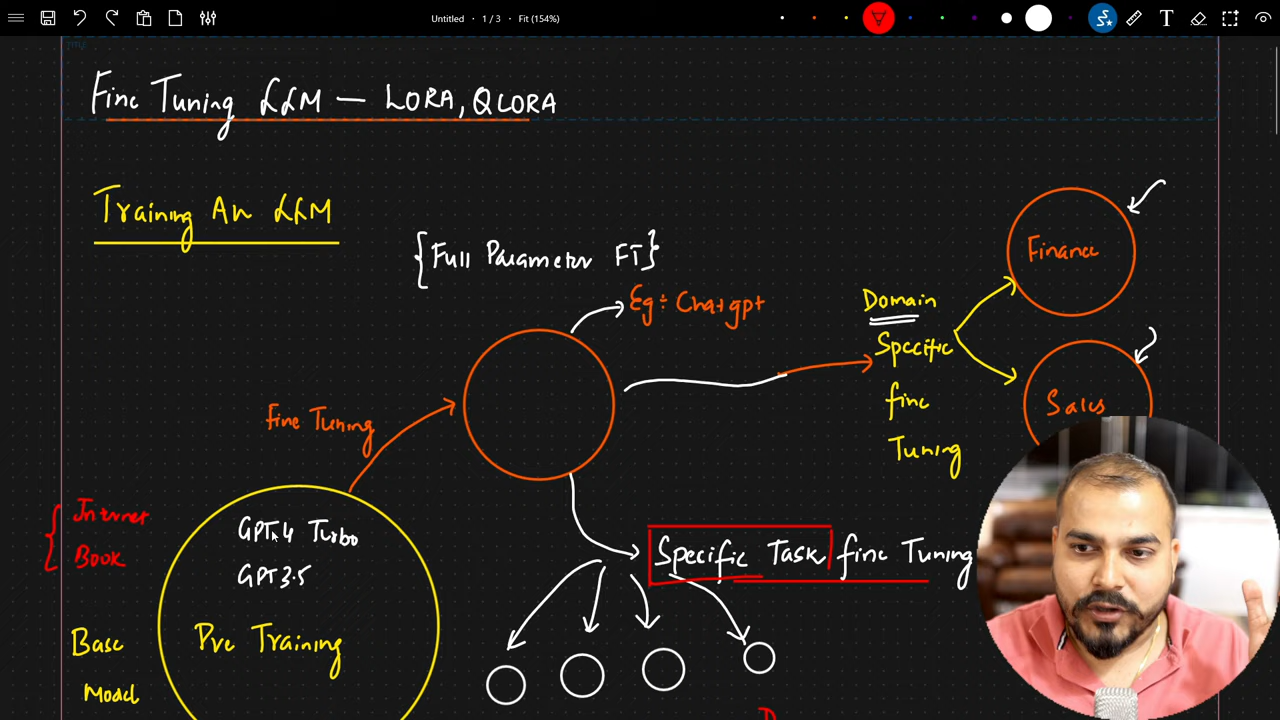 Untitled · 1 / 3 · Fit (154%)
TITLE
Fine Tuning LLM — LORA, QLORA
Training An LLM
{Full Parameter FT}
Eg÷ Chatgpt
Finance
Domain
Specific
fine
Tuning
Sales
Fine Tuning
Internet
Book
GPT4 Turbo
GPT3.5
Specific Task fine Tuning
Base
Model
Pre Training